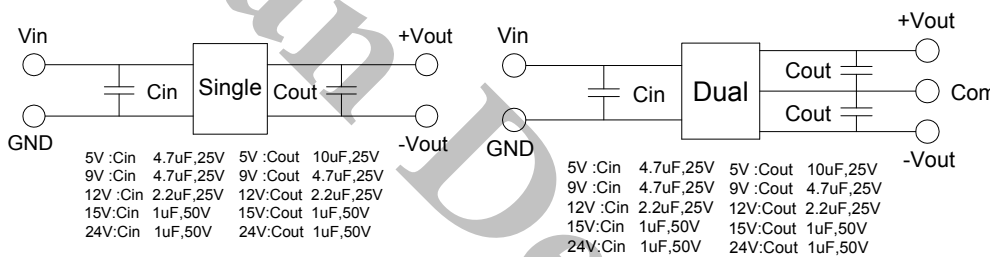 Vin
+Vout
Cin
Single
Cout
GND
-Vout
5V :Cin 4.7uF,25V 5V :Cout 10uF,25V
9V :Cin 4.7uF,25V 9V :Cout 4.7uF,25V
12V :Cin 2.2uF,25V 12V:Cout 2.2uF,25V
15V:Cin 1uF,50V 15V:Cout 1uF,50V
24V:Cin 1uF,50V 24V:Cout 1uF,50V
Vin
+Vout
Cin
Dual
Cout
Com
Cout
GND
-Vout
5V :Cin 4.7uF,25V 5V :Cout 10uF,25V
9V :Cin 4.7uF,25V 9V :Cout 4.7uF,25V
12V :Cin 2.2uF,25V 12V:Cout 2.2uF,25V
15V:Cin 1uF,50V 15V:Cout 1uF,50V
24V:Cin 1uF,50V 24V:Cout 1uF,50V